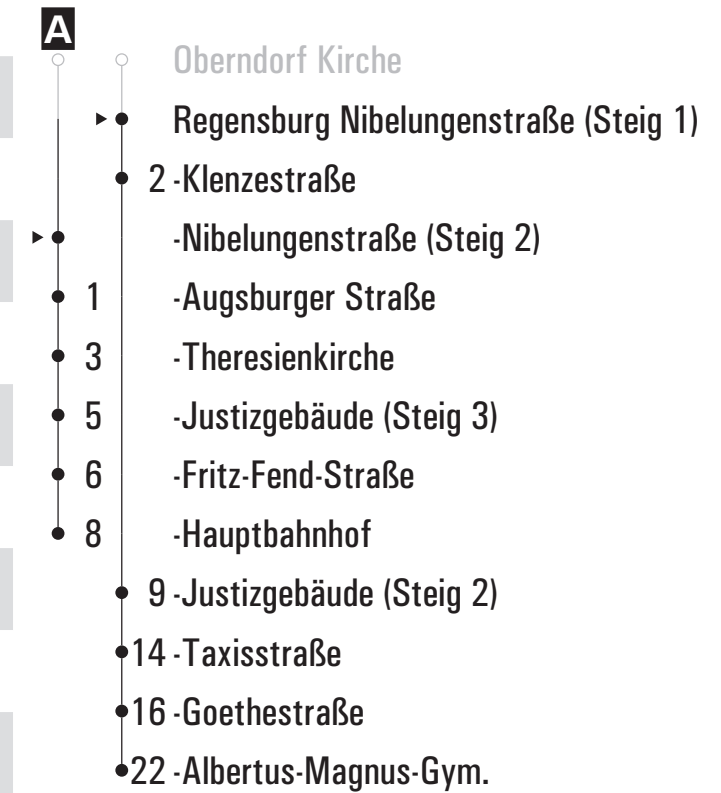 A
Oberndorf Kirche
Regensburg Nibelungenstraße (Steig 1)
2 -Klenzestraße
-Nibelungenstraße (Steig 2)
1 -Augsburger Straße
3 -Theresienkirche
5 -Justizgebäude (Steig 3)
6 -Fritz-Fend-Straße
8 -Hauptbahnhof
9 -Justizgebäude (Steig 2)
14 -Taxisstraße
16 -Goethestraße
22 -Albertus-Magnus-Gym.